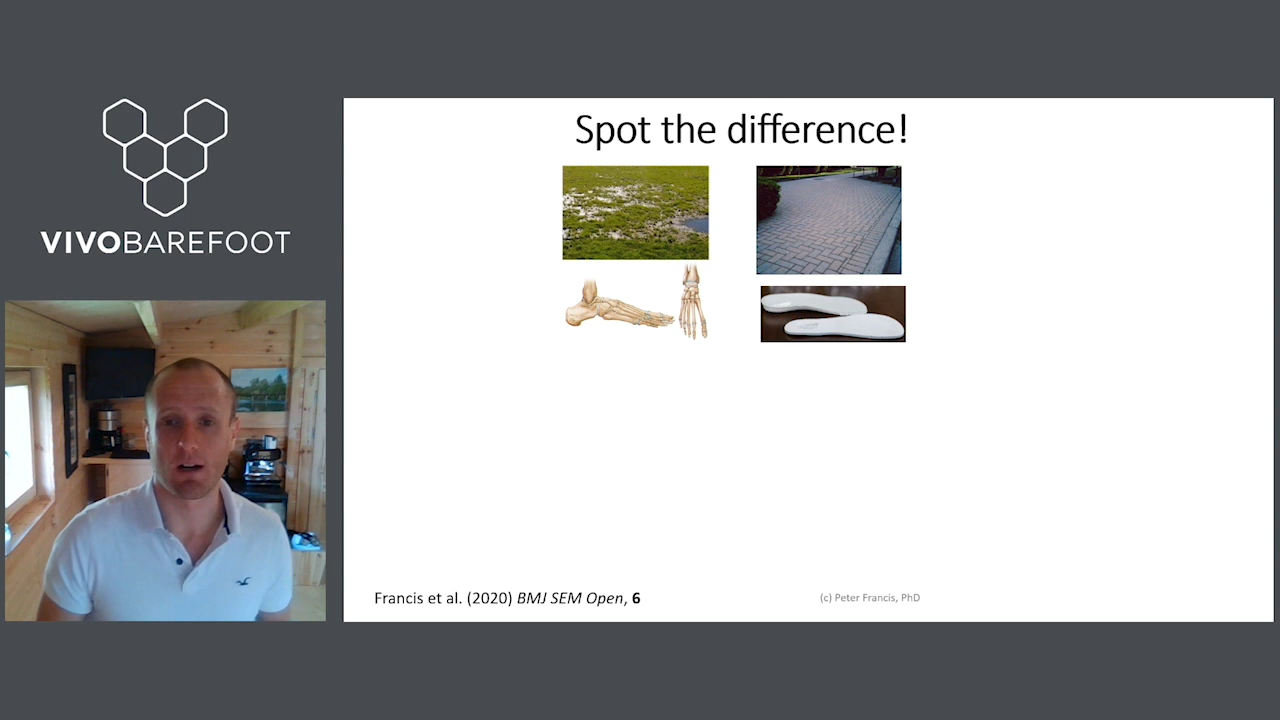 VIVOBAREFOOT
Spot the difference!
Francis et al. (2020) BMJ SEM Open, 6
(c) Peter Francis, PhD